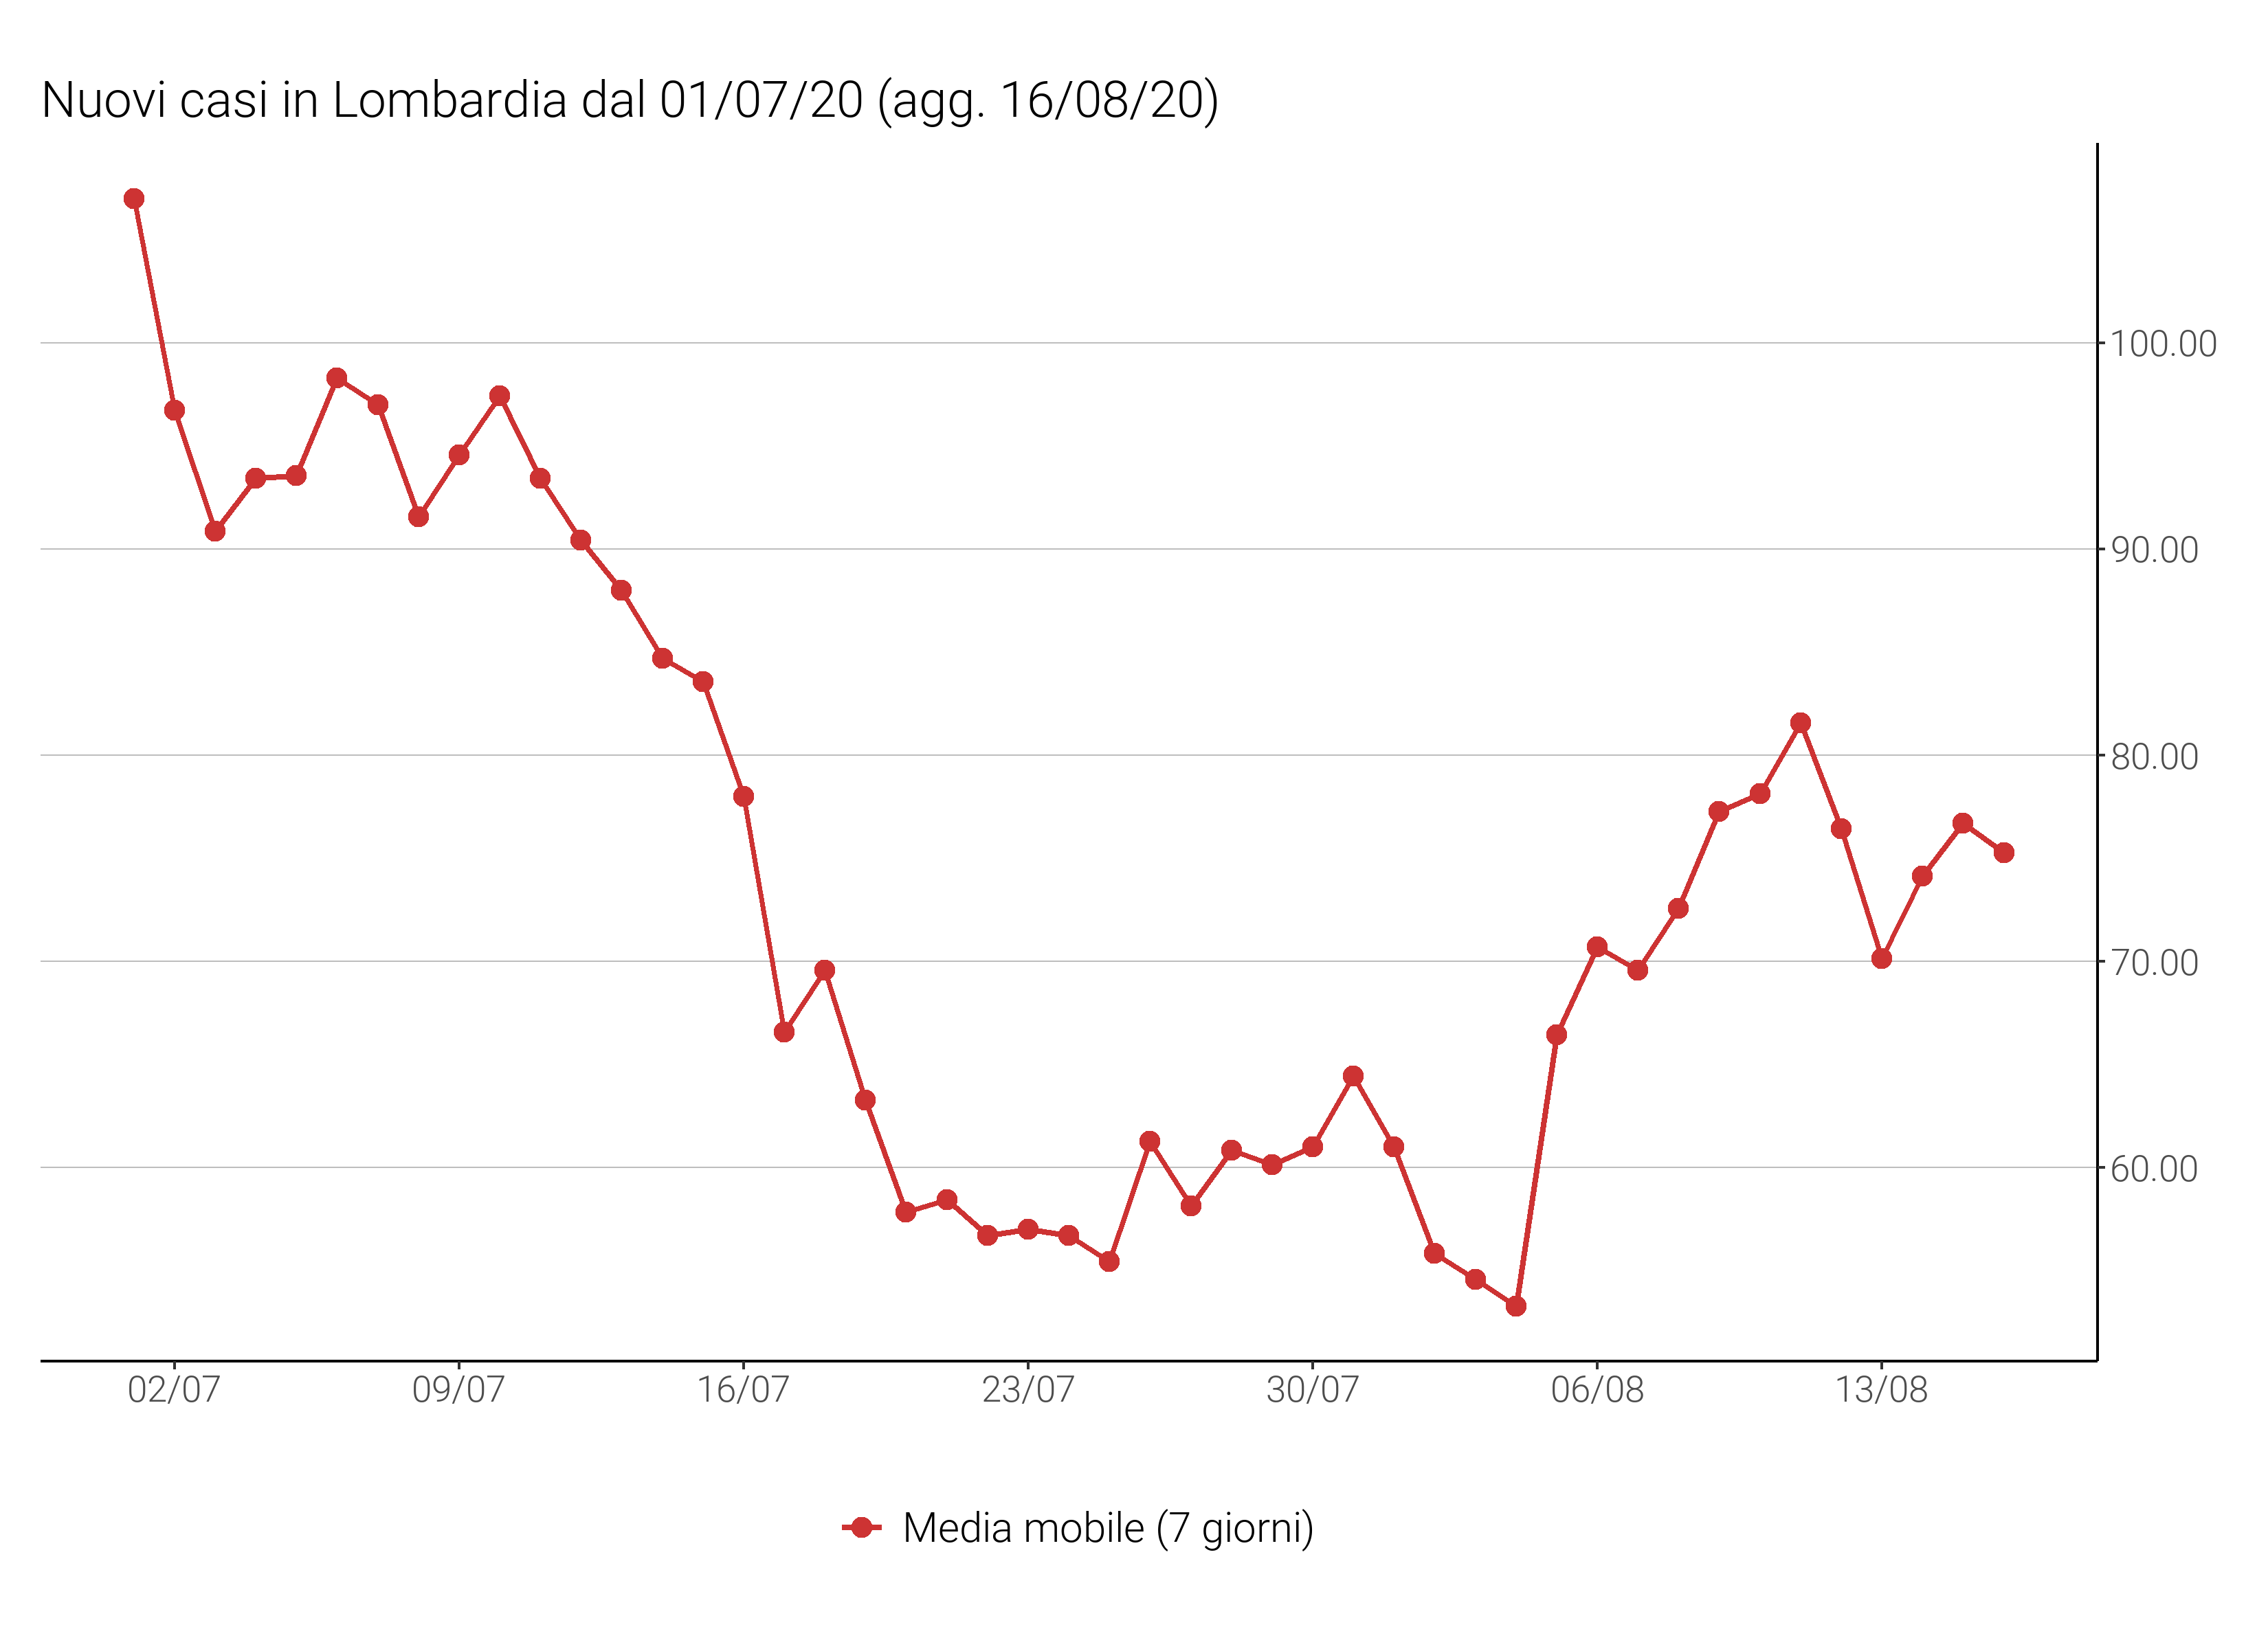 Nuovi casi in Lombardia dal 01/07/20 (agg. 16/08/20)
100.00
90.00
80.00
70.00
60.00
02/07 09/07 16/07 23/07 30/07 06/08 13/08
Media mobile (7 giorni)